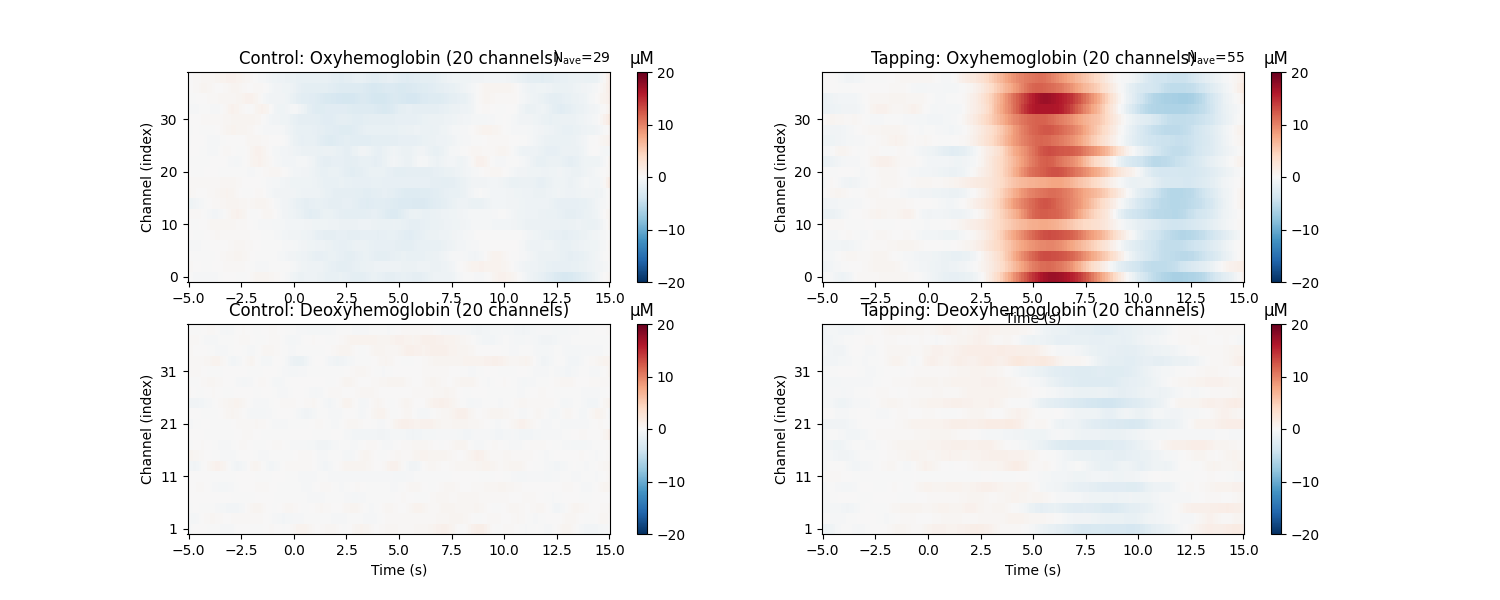 Control: Oxyhemoglobin (20 channels)
Nave=29
μM
Channel (index)
30
20
10
0
−5.0 −2.5 0.0 2.5 5.0 7.5 10.0 12.5 15.0
20
10
0
−10
−20
Tapping: Oxyhemoglobin (20 channels)
Nave=55
μM
Channel (index)
30
20
10
0
−5.0 −2.5 0.0 2.5 5.0 7.5 10.0 12.5 15.0
Time (s)
20
10
0
−10
−20
Control: Deoxyhemoglobin (20 channels)
μM
Channel (index)
31
21
11
1
−5.0 −2.5 0.0 2.5 5.0 7.5 10.0 12.5 15.0
Time (s)
20
10
0
−10
−20
Tapping: Deoxyhemoglobin (20 channels)
μM
Channel (index)
31
21
11
1
−5.0 −2.5 0.0 2.5 5.0 7.5 10.0 12.5 15.0
Time (s)
20
10
0
−10
−20